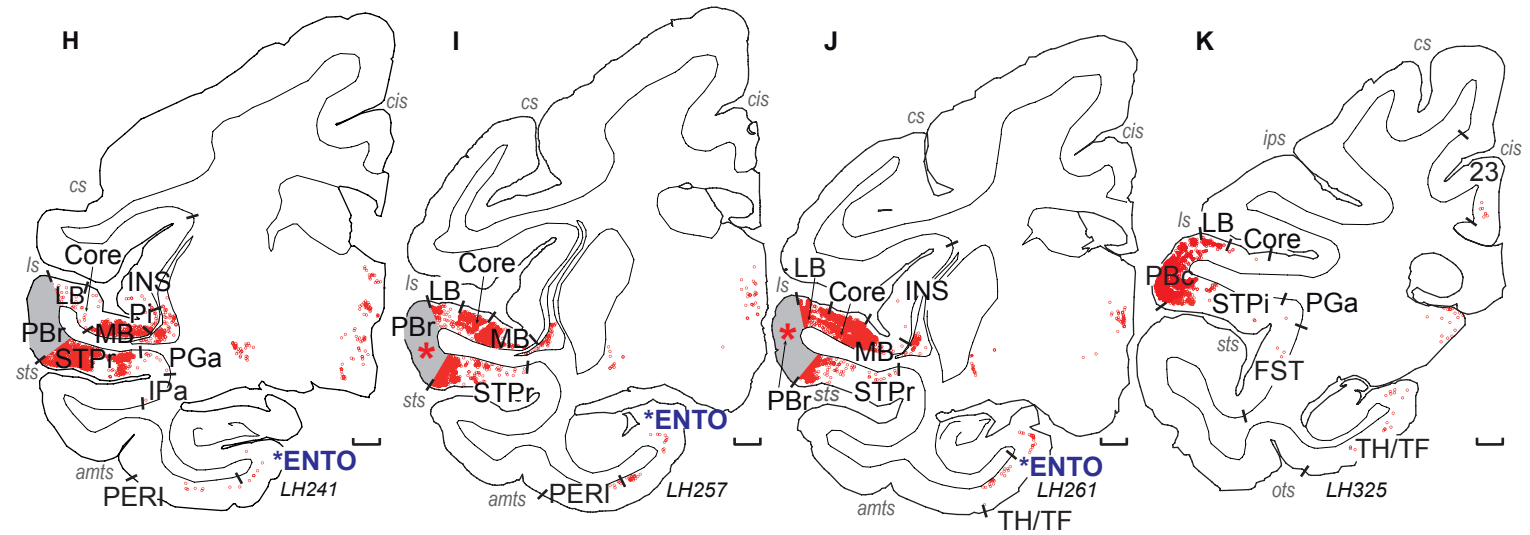 H
cs
cis
ls
Core
INS
LB
Pr
PBr
MB
STPr
PGa
sts
IPa
*ENTO
amts
PERI
LH241
I
cs
cis
ls
LB
Core
PBr
*
MB
sts
STPr
*ENTO
amts
PERI
LH257
J
cs
cis
ls
LB
Core
INS
*
MB
PBr
sts
STPr
*ENTO
LH261
amts
TH/TF
K
cs
ips
cis
23
ls
LB
Core
PBc
STPi
PGa
sts
FST
TH/TF
ots
LH325